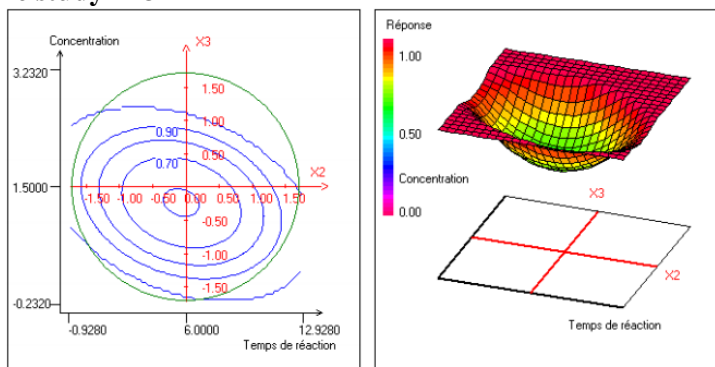 Concentration
X3
3.2320
1.50
1.00
0.90
0.70
0.50
X2
1.5000
-1.50 -1.00 -0.50 0.00 0.50 1.00 1.50
-0.50
-1.00
-1.50
-0.2320
-0.9280 6.0000 12.9280
Temps de réaction
Réponse
1.00
0.50
Concentration
0.00
X3
X2
Temps de réaction